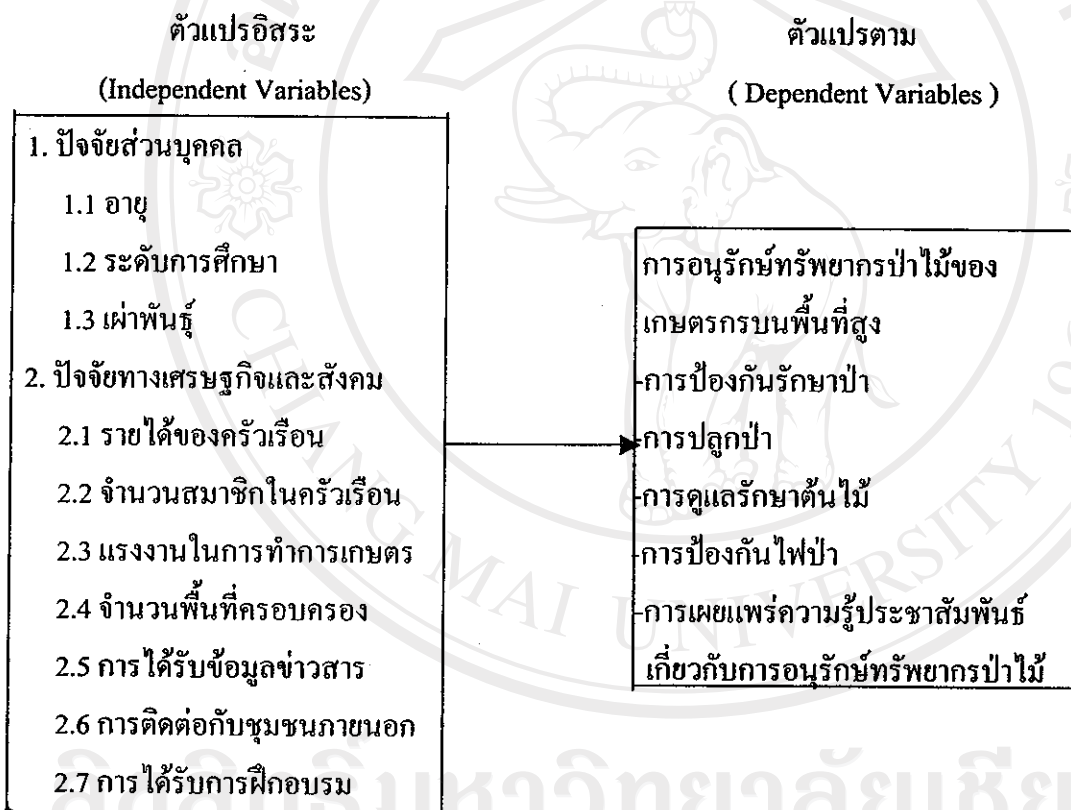 ตัวแปรอิสระ
(Independent Variables)
1. ปัจจัยส่วนบุคคล
1.1 อายุ
1.2 ระดับการศึกษา
1.3 เผ่าพันธุ์
2. ปัจจัยทางเศรษฐกิจและสังคม
2.1 รายได้ของครัวเรือน
2.2 จำนวนสมาชิกในครัวเรือน
2.3 แรงงานในการทำการเกษตร
2.4 จำนวนพื้นที่ครอบครอง
2.5 การได้รับข้อมูลข่าวสาร
2.6 การติดต่อกับชุมชนภายนอก
2.7 การได้รับการฝึกอบรม
ตัวแปรตาม
( Dependent Variables )
การอนุรักษ์ทรัพยากรป่าไม้ของ
เกษตรกรบนพื้นที่สูง
-การป้องกันรักษาป่า
-การปลูกป่า
-การดูแลรักษาต้นไม้
-การป้องกันไฟป่า
-การเผยแพร่ความรู้ประชาสัมพันธ์
เกี่ยวกับการอนุรักษ์ทรัพยากรป่าไม้
CHIANG MAI UNIVERSITY